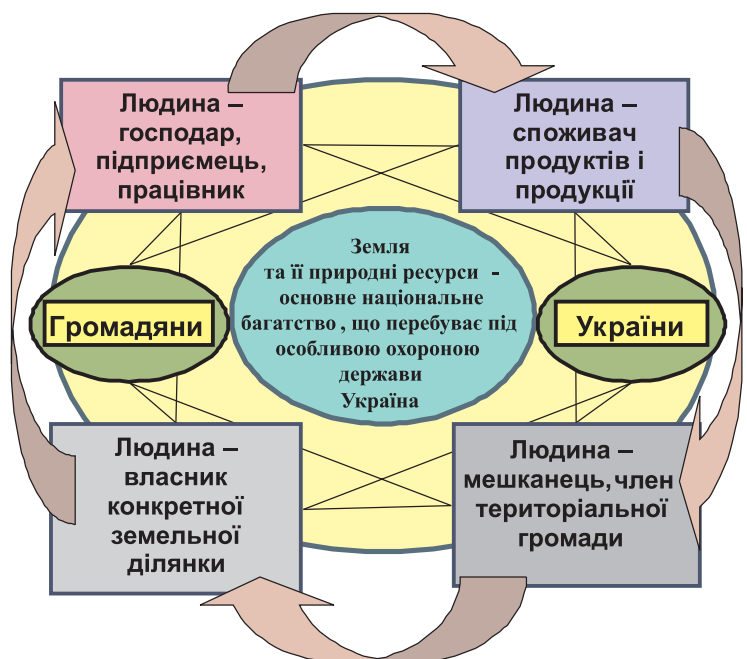 Людина –
господар,
підприємець,
працівник
Людина –
споживач
продуктів і
продукції
Земля
та її природні ресурси -
основне національне
багатство , що перебуває під
особливою охороною
держави
Україна
Громадяни
України
Людина –
власник
конкретної
земельної
ділянки
Людина –
мешканець, член
територіальної
громади